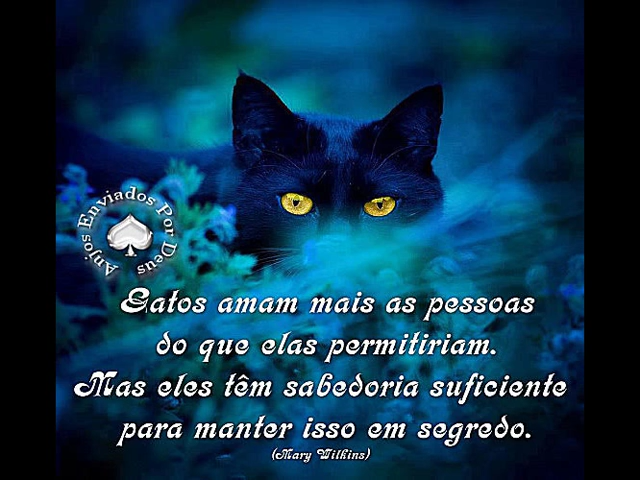 Anjos Enviados Por Deus
Gatos amam mais as pessoas
do que elas permitiriam.
Mas eles têm sabedoria suficiente
para manter isso em segredo.
(Mary Wilkins)